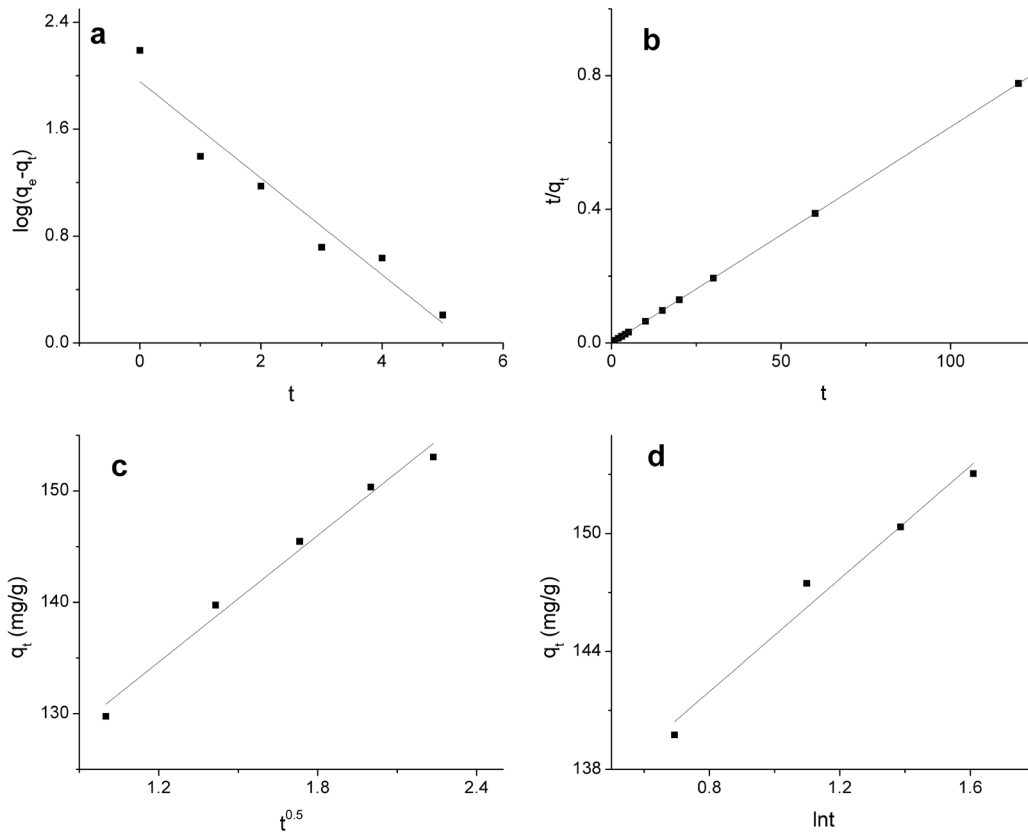 a
2.4
1.6
0.8
0.0
log(qₑ-qₜ)
0 2 4 6
t
b
0.8
0.4
0.0
t/qₜ
0 50 100
t
c
150
140
130
qₜ (mg/g)
1.2 1.8 2.4
t⁰·⁵
d
150
144
138
qₜ (mg/g)
0.8 1.2 1.6
lnt